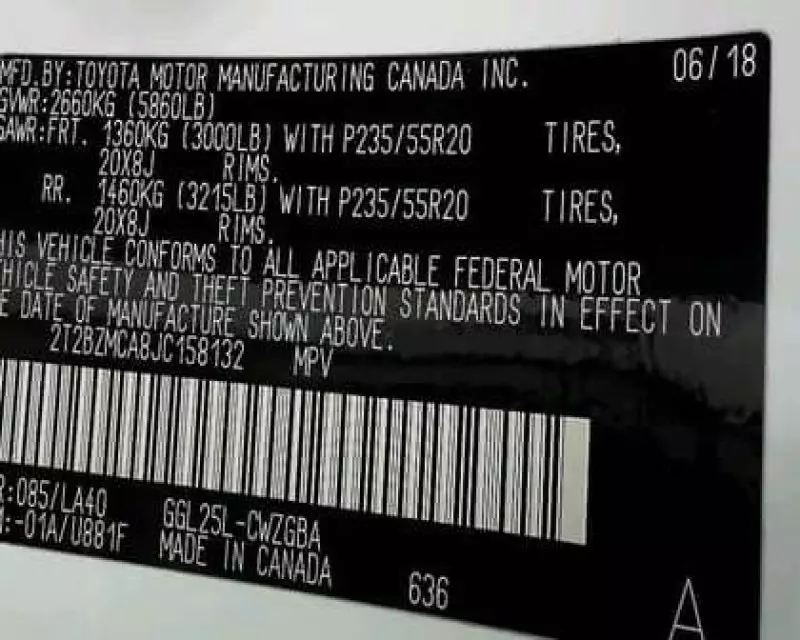 MFD.BY:TOYOTA MOTOR MANUFACTURING CANADA INC. 06/18
GVWR:2660KG (5860LB)
GAWR:FRT. 1360KG (3000LB) WITH P235/55R20 TIRES,
20X8J RIMS.
RR. 1460KG (3215LB) WITH P235/55R20 TIRES,
20X8J RIMS.
HIS VEHICLE CONFORMS TO ALL APPLICABLE FEDERAL MOTOR
EHICLE SAFETY AND THEFT PREVENTION STANDARDS IN EFFECT ON
E DATE OF MANUFACTURE SHOWN ABOVE.
2T2BZMCA8JC158132 MPV
R:085/LA40 GGL25L-CWZGBA
N:-01A/U881F MADE IN CANADA
636
A